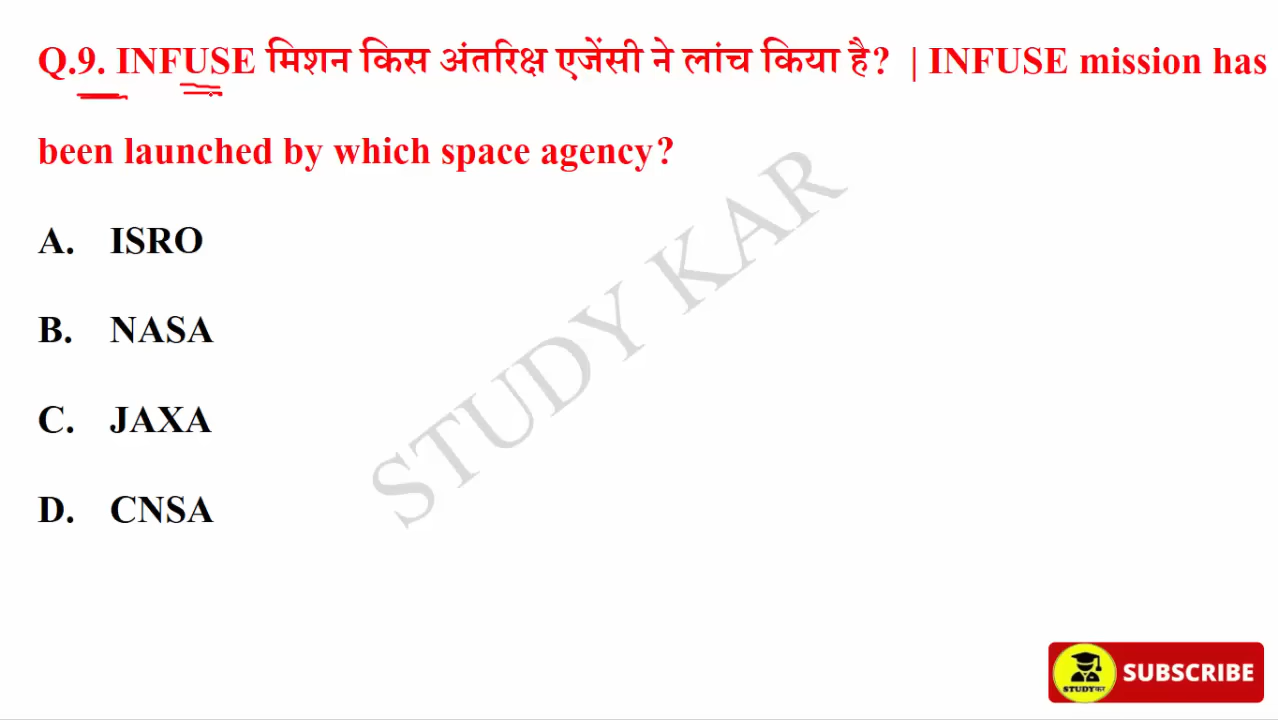 Q.9. INFUSE मिशन किस अंतरिक्ष एजेंसी ने लांच किया है? | INFUSE mission has
been launched by which space agency?
A. ISRO
B. NASA
C. JAXA
D. CNSA
STUDY KAR
STUDYकर
SUBSCRIBE